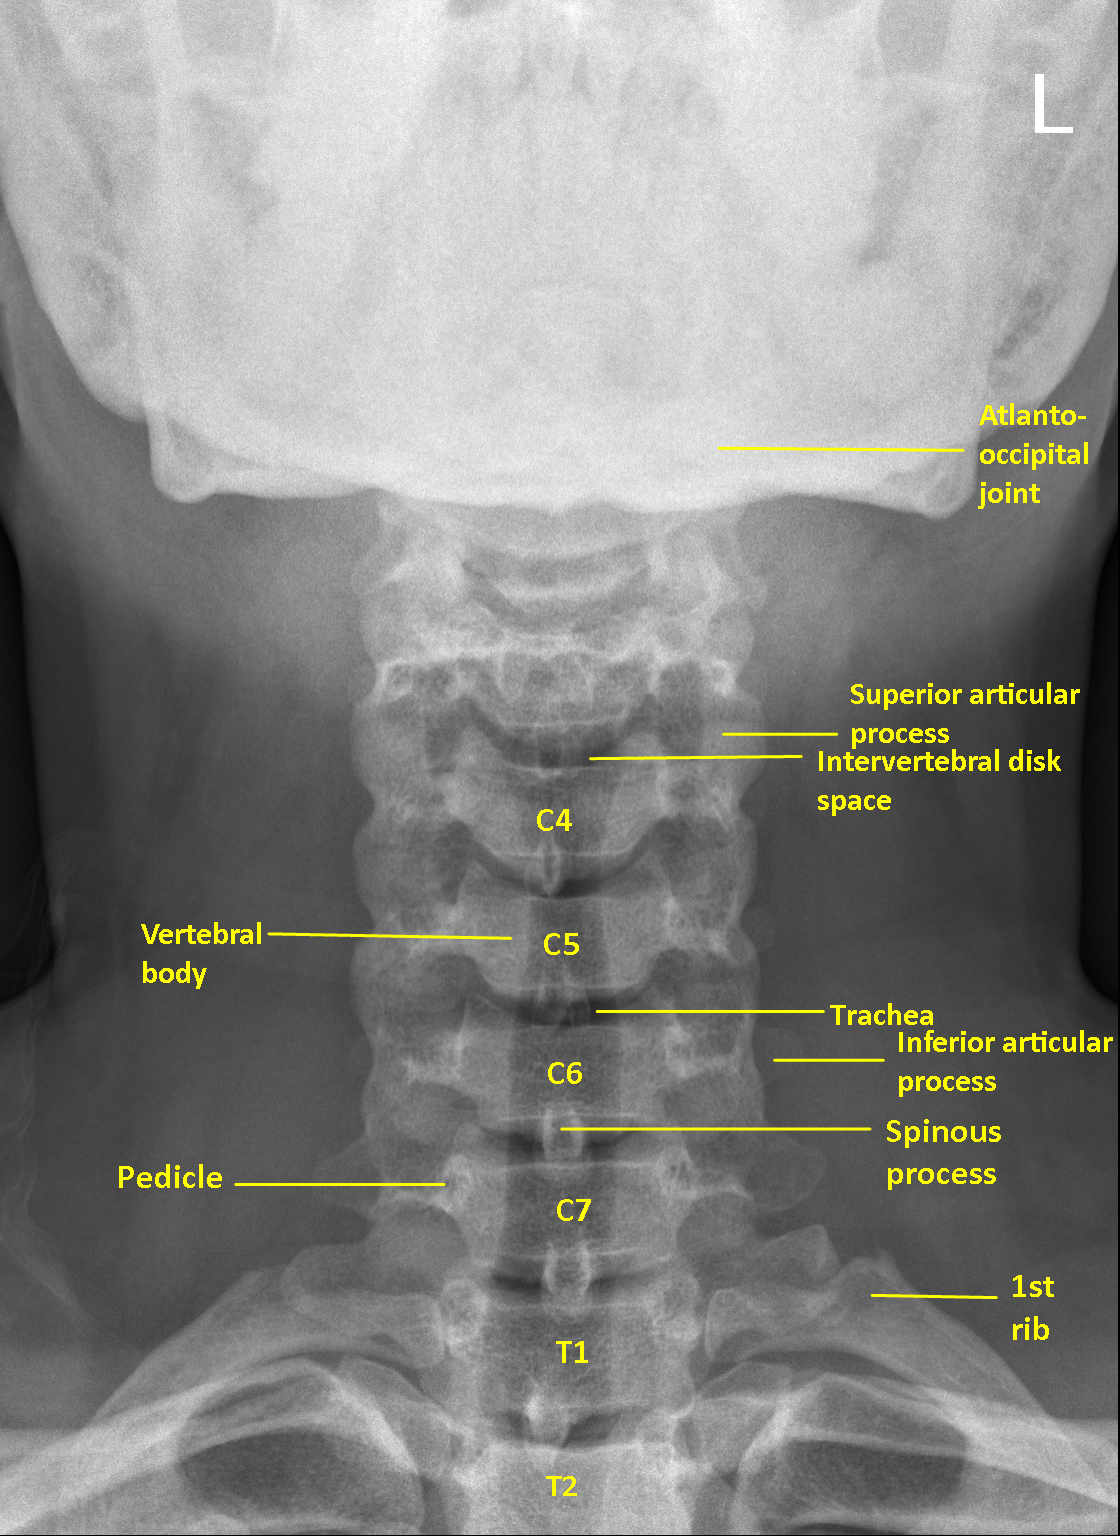 L
Atlanto-
occipital
joint
Superior articular
process
Intervertebral disk
space
C4
Vertebral
body
C5
Trachea
Inferior articular
process
C6
Spinous
process
Pedicle
C7
1st
rib
T1
T2